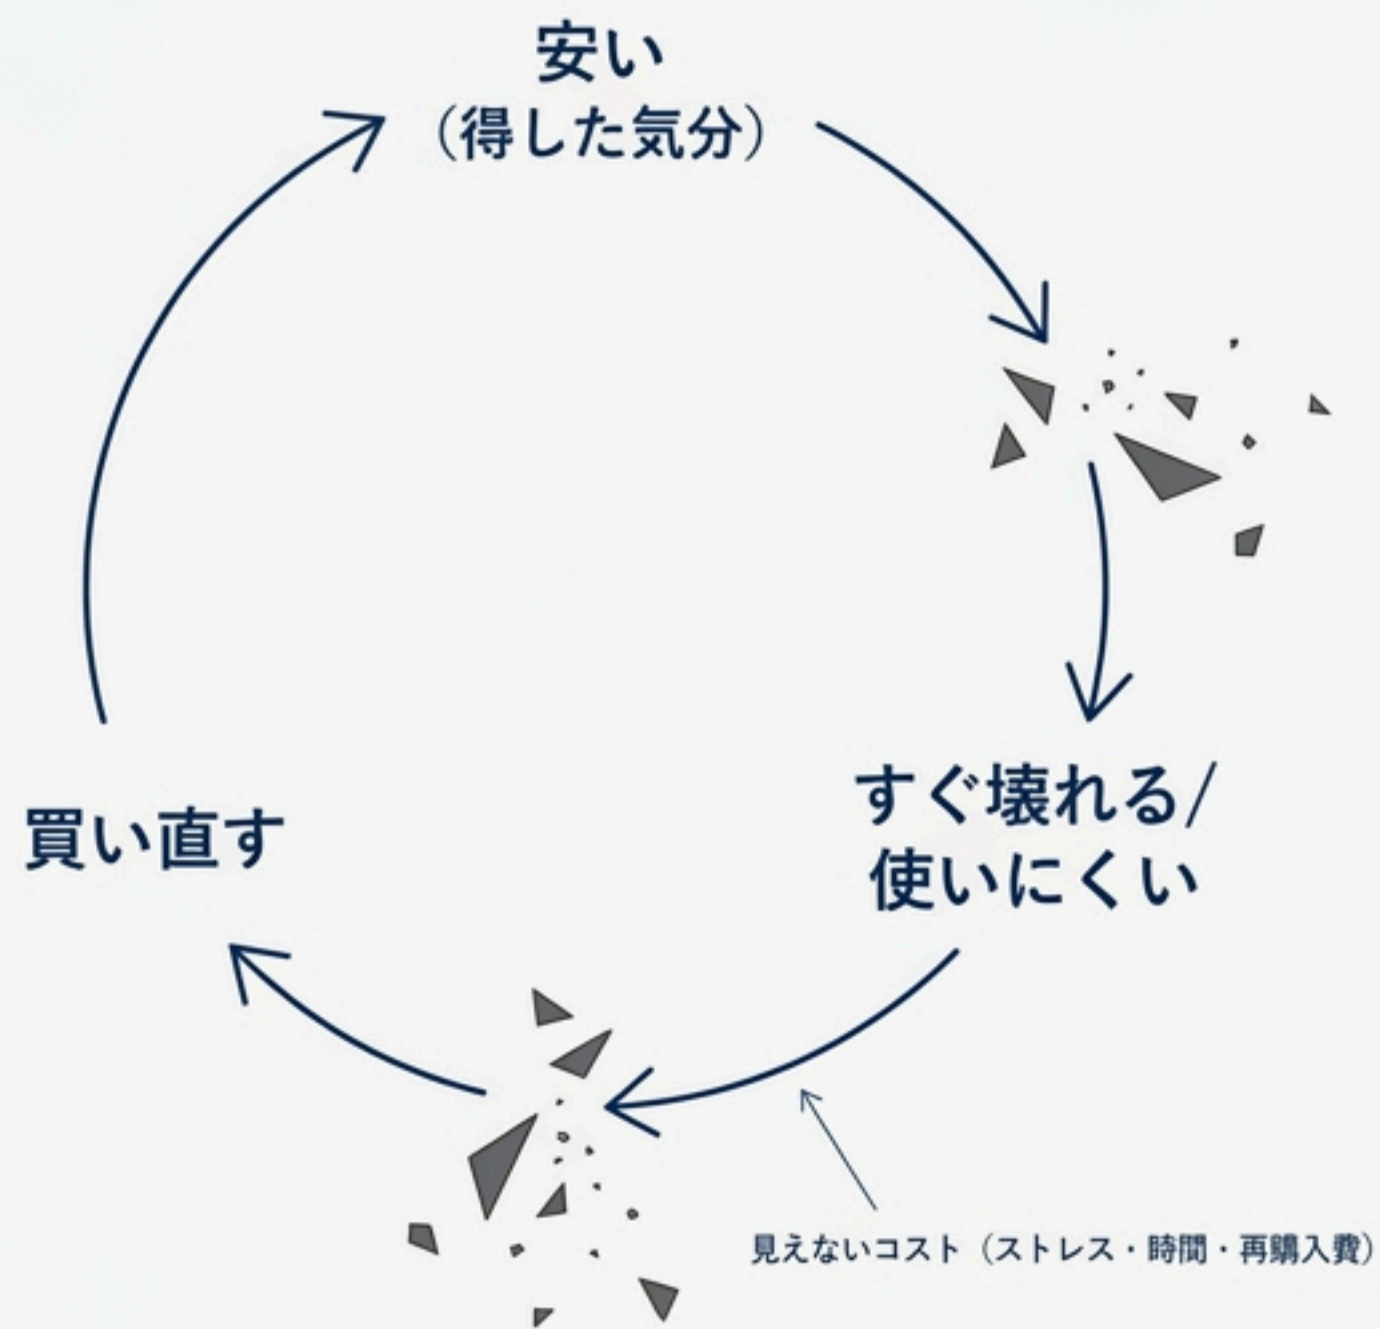 安い
（得した気分）
すぐ壊れる/
使いにくい
買い直す
見えないコスト（ストレス・時間・再購入費）